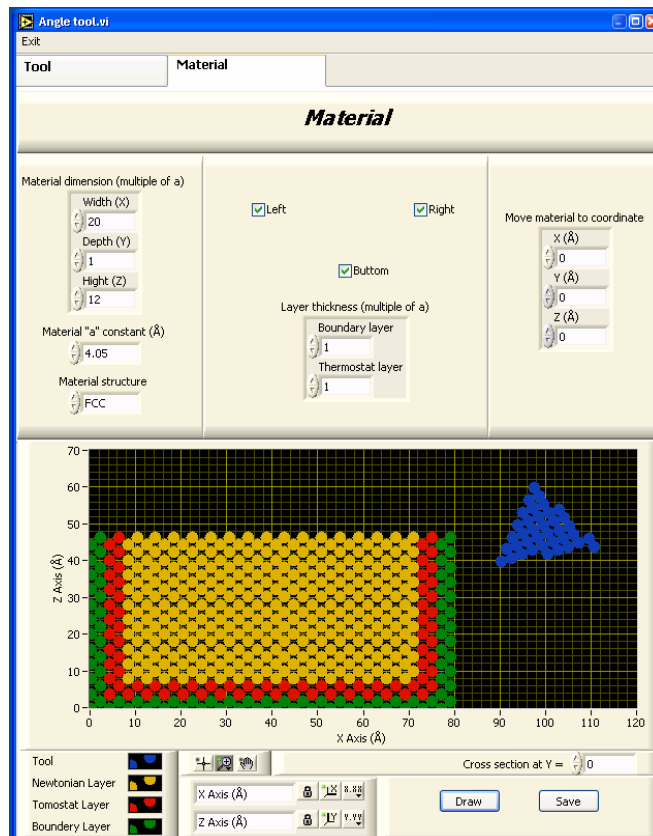 Angle tool.vi
Exit
Tool
Material
Material
Material dimension (multiple of a)
Width (X)
20
Depth (Y)
1
Hight (Z)
12
Material "a" constant (Å)
4.05
Material structure
FCC
Left
Right
Buttom
Layer thickness (multiple of a)
Boundary layer
1
Thermostat layer
1
Move material to coordinate
X (Å)
0
Y (Å)
0
Z (Å)
0
Z Axis (Å)
70
60
50
40
30
20
10
0
0 10 20 30 40 50 60 70 80 90 100 110 120
X Axis (Å)
Tool
Newtonian Layer
Tomostat Layer
Boundery Layer
X Axis (Å)
X
X.XX
Z Axis (Å)
Y
Y.YY
Cross section at Y = 0
Draw
Save